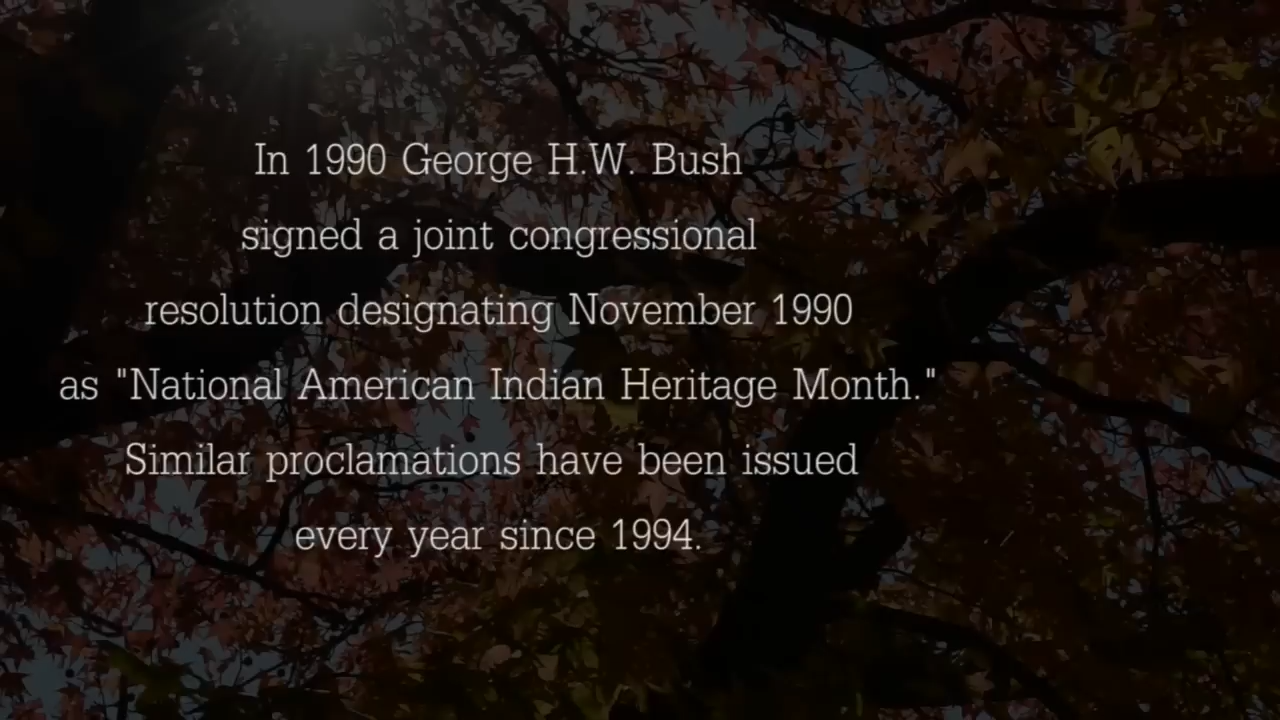 In 1990 George H.W. Bush
signed a joint congressional
resolution designating November 1990
as "National American Indian Heritage Month."
Similar proclamations have been issued
every year since 1994.